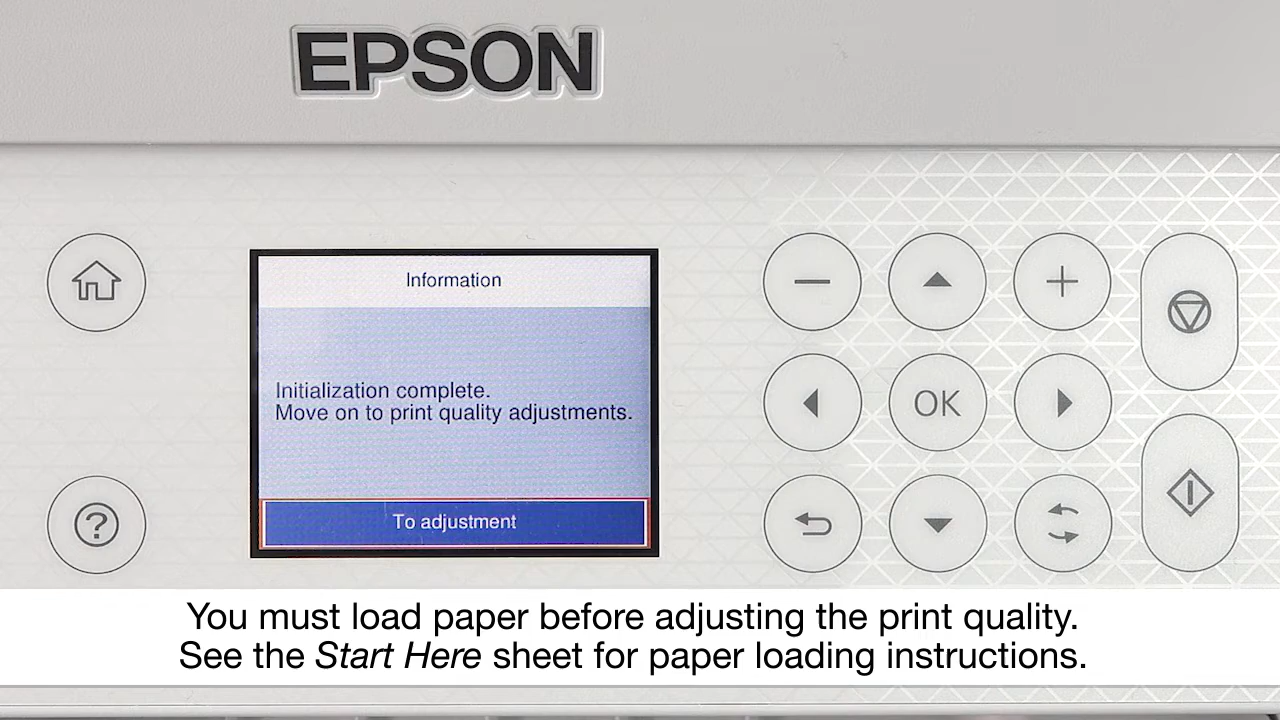 EPSON
Information
Initialization complete.
Move on to print quality adjustments.
To adjustment
OK
You must load paper before adjusting the print quality.
See the Start Here sheet for paper loading instructions.